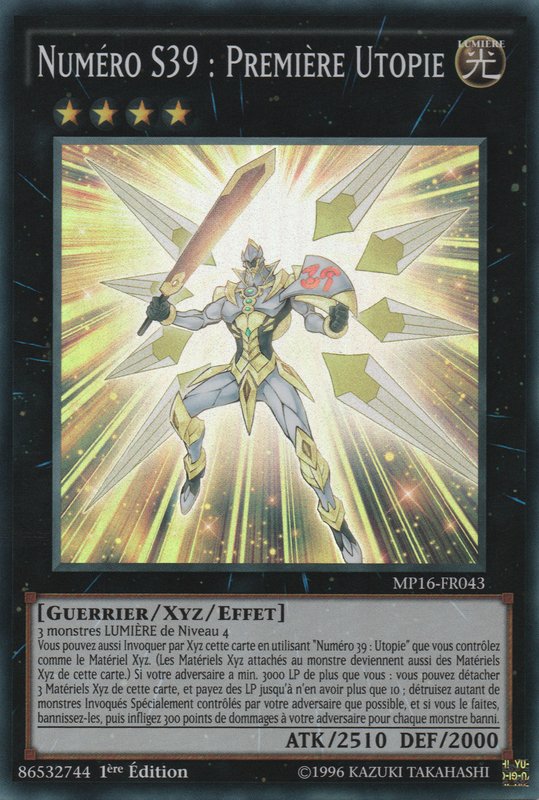 LUMIÈRE
NUMÉRO S39 : PREMIÈRE UTOPIE
光
39
MP16-FR043
[GUERRIER/XYZ/EFFET]
3 monstres LUMIÈRE de Niveau 4
Vous pouvez aussi Invoquer par Xyz cette carte en utilisant "Numéro 39 : Utopie" que vous contrôlez
comme le Matériel Xyz. (Les Matériels Xyz attachés au monstre deviennent aussi des Matériels
Xyz de cette carte.) Si votre adversaire a min. 3000 LP de plus que vous : vous pouvez détacher
3 Matériels Xyz de cette carte, et payez des LP jusqu'à n'en avoir plus que 10 ; détruisez autant de
monstres Invoqués Spécialement contrôlés par votre adversaire que possible, et si vous le faites,
bannissez-les, puis infligez 300 points de dommages à votre adversaire pour chaque monstre banni.
ATK/2510 DEF/2000
86532744 1ère Édition ©1996 KAZUKI TAKAHASHI